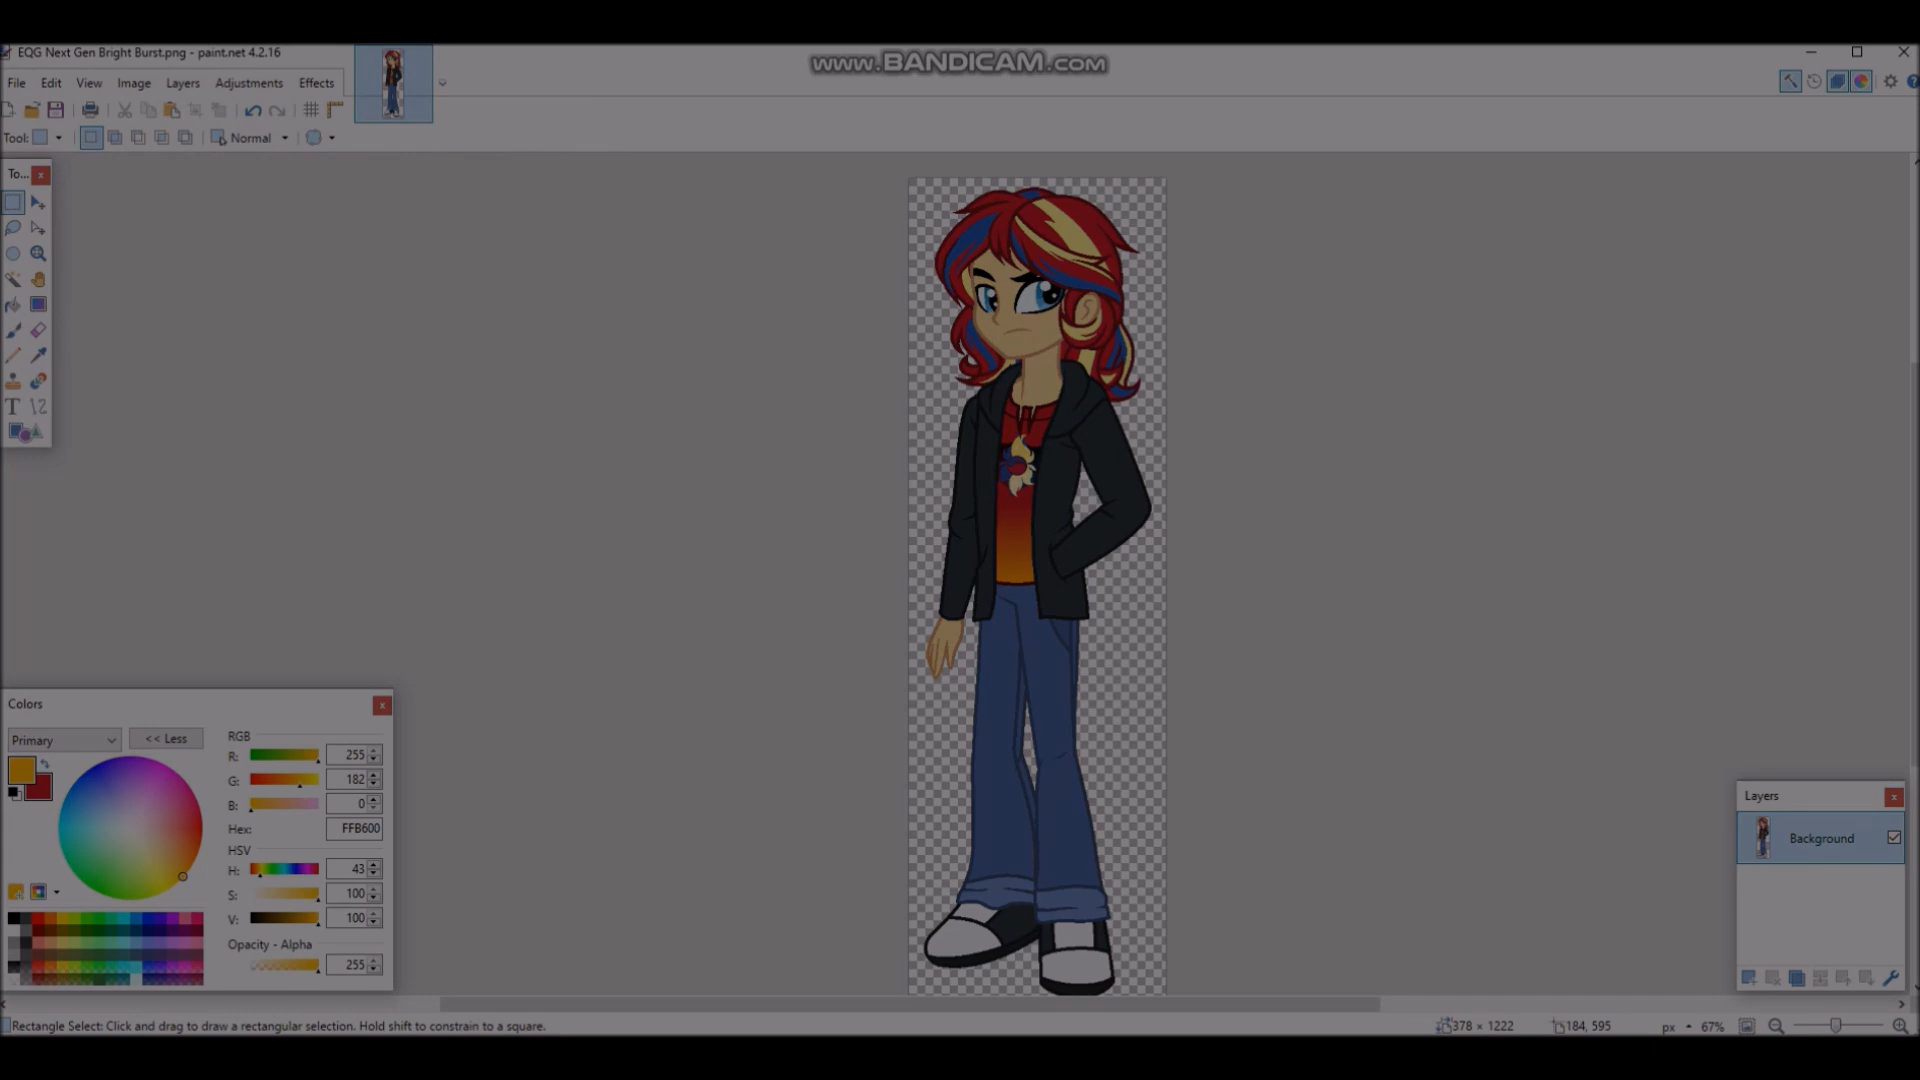 EQG Next Gen Bright Burst.png - paint.net 4.2.16
www.BANDICAM.com
File Edit View Image Layers Adjustments Effects
Tool: Normal
To...
Colors
Primary << Less
RGB
R: 255
G: 182
B: 0
Hex: FFB600
HSV
H: 43
S: 100
V: 100
Opacity - Alpha
255
Layers
Background
Rectangle Select: Click and drag to draw a rectangular selection. Hold shift to constrain to a square.
378 × 1222 184, 595 px 67%